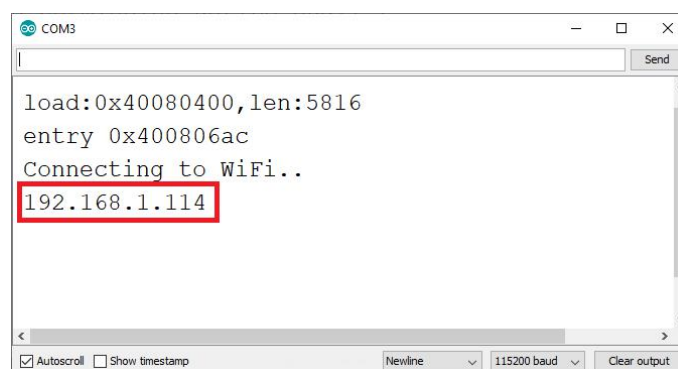 COM3
Send
load:0x40080400,len:5816
entry 0x400806ac
Connecting to WiFi..
192.168.1.114
Autoscroll Show timestamp Newline 115200 baud Clear output